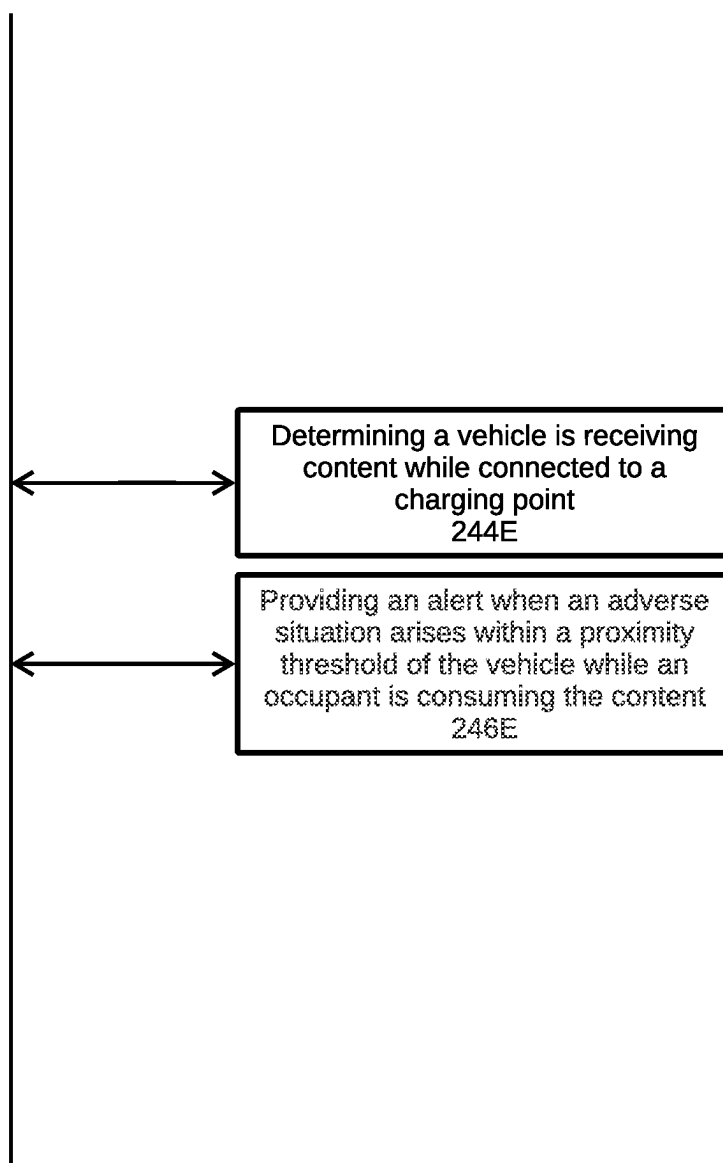 Determining a vehicle is receiving
content while connected to a
charging point
244E
Providing an alert when an adverse
situation arises within a proximity
threshold of the vehicle while an
occupant is consuming the content
246E